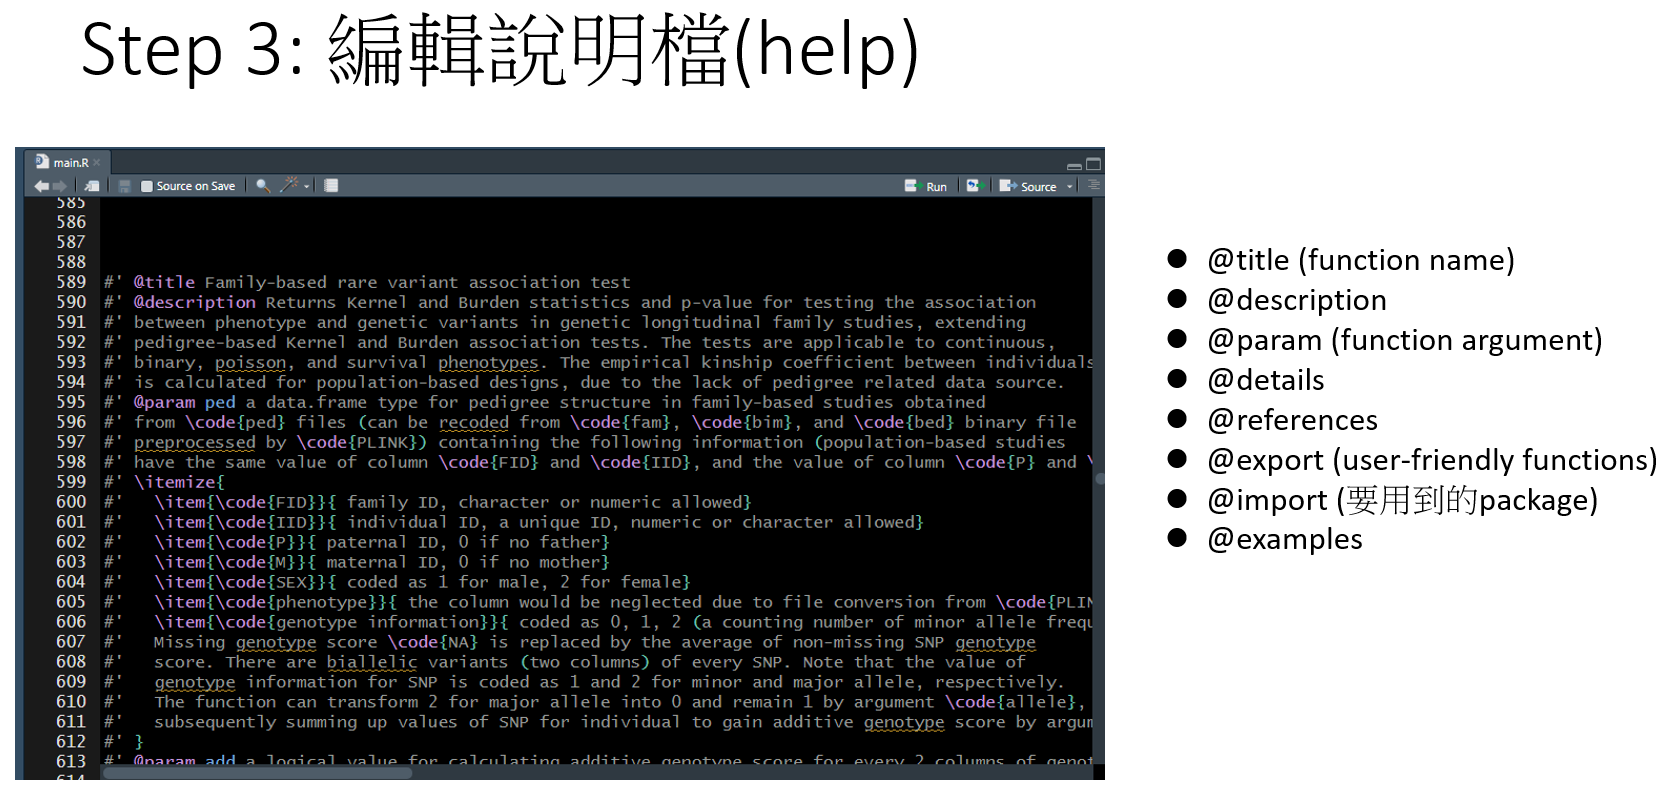 Step 3: 編輯說明檔(help)
main.R
Source on Save
Run
Source
585
586
587
588
589 #' @title Family-based rare variant association test
590 #' @description Returns Kernel and Burden statistics and p-value for testing the association
591 #' between phenotype and genetic variants in genetic longitudinal family studies, extending
592 #' pedigree-based Kernel and Burden association tests. The tests are applicable to continuous,
593 #' binary, poisson, and survival phenotypes. The empirical kinship coefficient between individuals
594 #' is calculated for population-based designs, due to the lack of pedigree related data source.
595 #' @param ped a data.frame type for pedigree structure in family-based studies obtained
596 #' from \code{ped} files (can be recoded from \code{fam}, \code{bim}, and \code{bed} binary file
597 #' preprocessed by \code{PLINK}) containing the following information (population-based studies
598 #' have the same value of column \code{FID} and \code{IID}, and the value of column \code{P} and \
599 #' \itemize{
600 #'   \item{\code{FID}}{ family ID, character or numeric allowed}
601 #'   \item{\code{IID}}{ individual ID, a unique ID, numeric or character allowed}
602 #'   \item{\code{P}}{ paternal ID, 0 if no father}
603 #'   \item{\code{M}}{ maternal ID, 0 if no mother}
604 #'   \item{\code{SEX}}{ coded as 1 for male, 2 for female}
605 #'   \item{\code{phenotype}}{ the column would be neglected due to file conversion from \code{PLIN
606 #'   \item{\code{genotype information}}{ coded as 0, 1, 2 (a counting number of minor allele frequ
607 #'   Missing genotype score \code{NA} is replaced by the average of non-missing SNP genotype
608 #'   score. There are biallelic variants (two columns) of every SNP. Note that the value of
609 #'   genotype information for SNP is coded as 1 and 2 for minor and major allele, respectively.
610 #'   The function can transform 2 for major allele into 0 and remain 1 by argument \code{allele},
611 #'   subsequently summing up values of SNP for individual to gain additive genotype score by argum
612 #' }
613 #' @param add a logical value for calculating additive genotype score for every 2 columns of genot
614
● @title (function name)
● @description
● @param (function argument)
● @details
● @references
● @export (user-friendly functions)
● @import (要用到的package)
● @examples